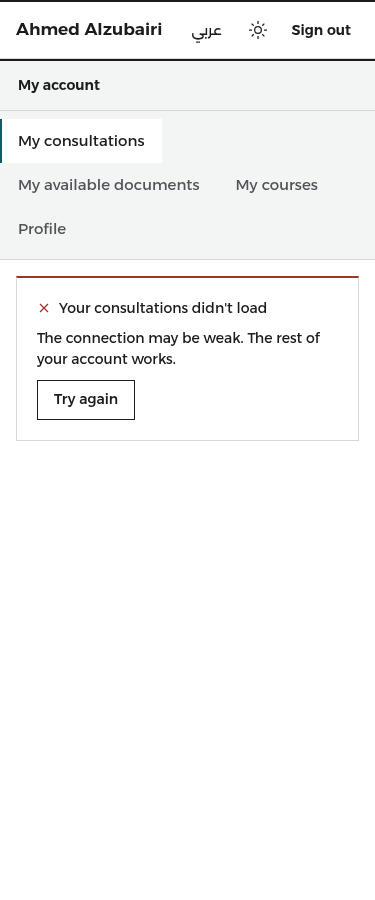 Ahmed Alzubairi
عربي
Sign out
My account
My consultations
My available documents
My courses
Profile
Your consultations didn't load
The connection may be weak. The rest of
your account works.
Try again